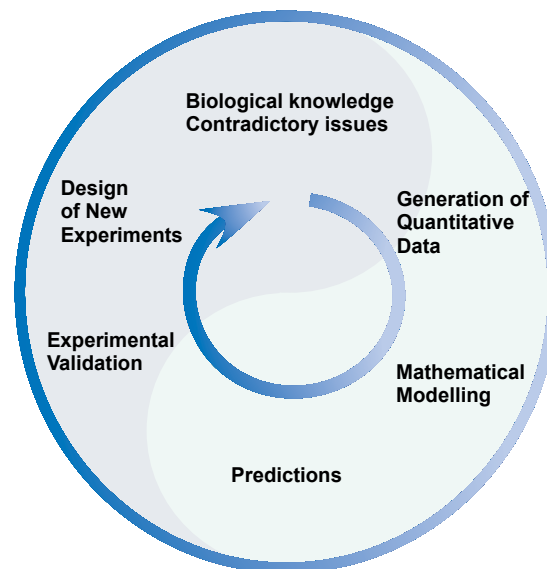 Biological knowledge
Contradictory issues
Design
of New
Experiments
Generation of
Quantitative
Data
Experimental
Validation
Mathematical
Modelling
Predictions